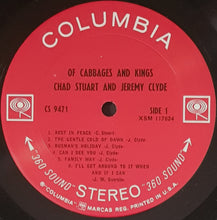 COLUMBIA
OF CABBAGES AND KINGS
CHAD STUART AND JEREMY CLYDE
CS 9471
SIDE 1
XSM 117624
1. REST IN PEACE C. Stuart
2. THE GENTLE COLD OF DAWN J. Clyde
3. BUSMAN'S HOLIDAY J. Clyde
4. CAN I SEE YOU J. Clyde
5. FAMILY WAY J. Clyde
6. I'LL GET AROUND TO IT WHEN
AND IF I CAN
"360 SOUND" STEREO "360 SOUND"
® "COLUMBIA", MARCAS REG. PRINTED IN U.S.A.